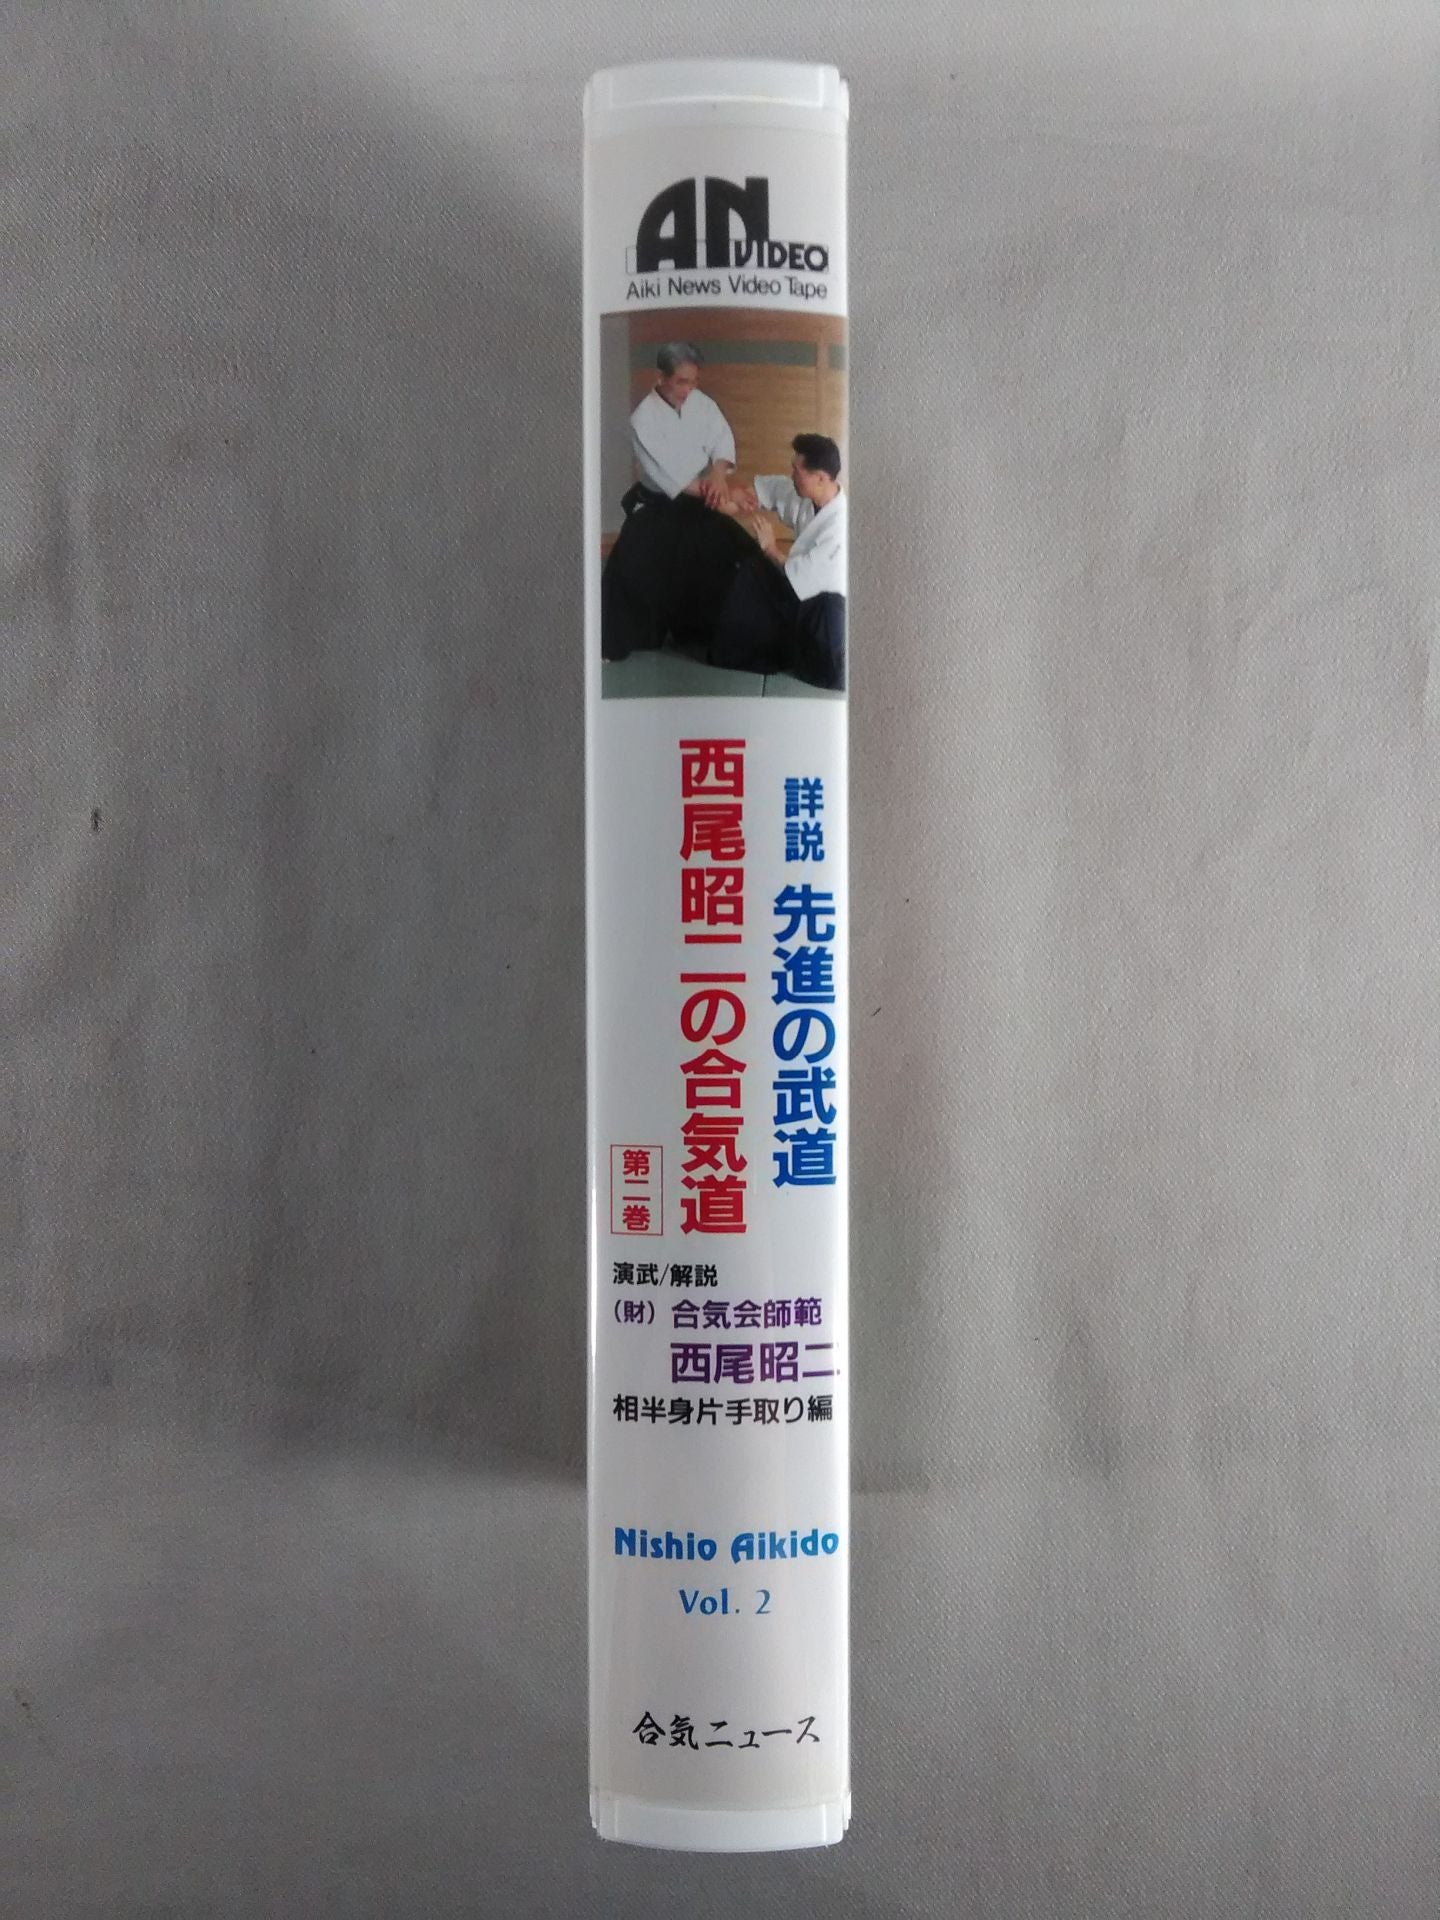 AN VIDEO
Aiki News Video Tape
詳説 先進の武道
西尾昭二の合気道
第二巻
演武/解説
(財) 合気会師範
西尾昭二
相半身片手取り編
Nishio Aikido
Vol. 2
合気ニュース